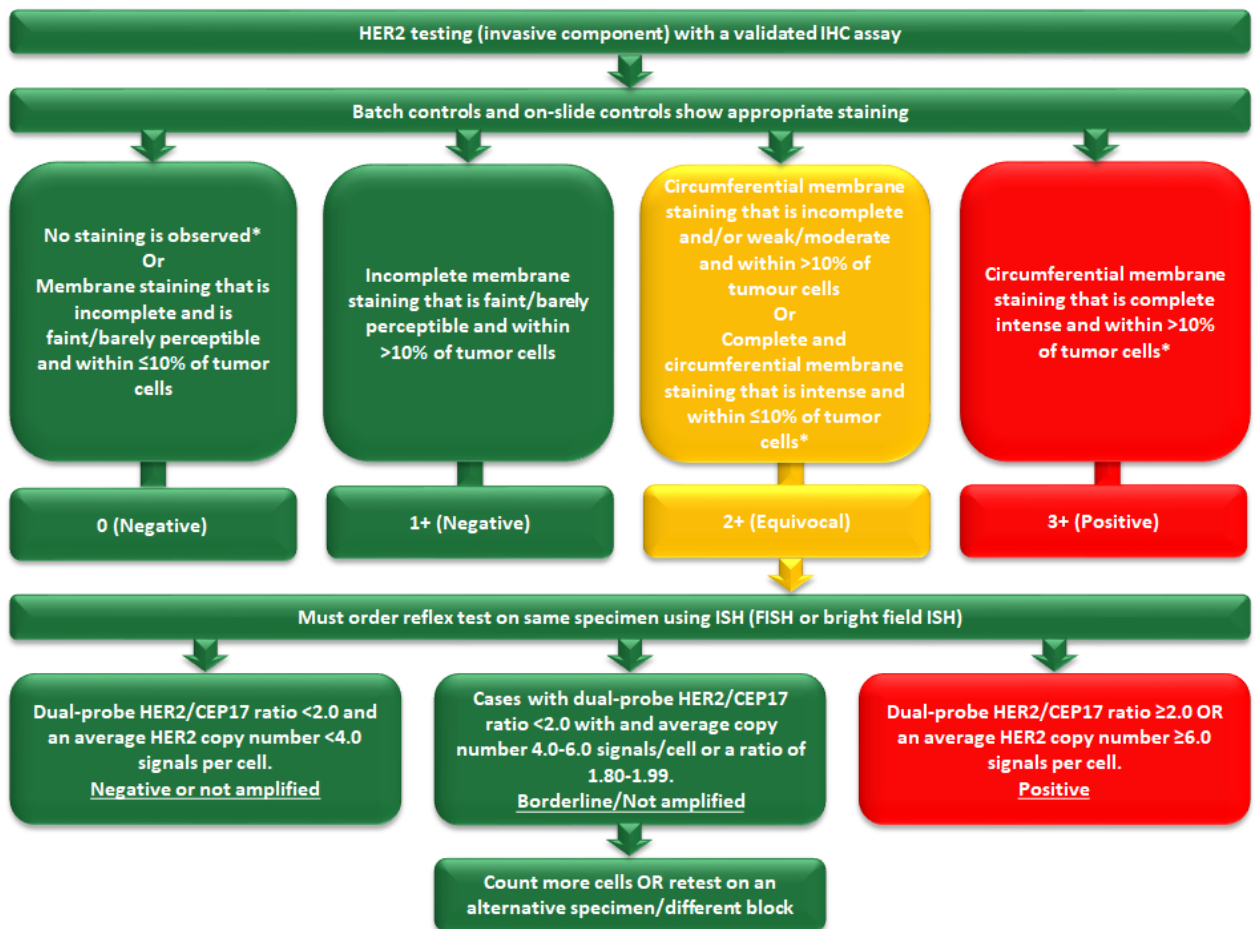 HER2 testing (invasive component) with a validated IHC assay
Batch controls and on-slide controls show appropriate staining
No staining is observed*
Or
Membrane staining that is
incomplete and is
faint/barely perceptible
and within ≤10% of tumor
cells
Incomplete membrane
staining that is faint/barely
perceptible and within
>10% of tumor cells
Circumferential membrane
staining that is incomplete
and/or weak/moderate
and within >10% of
tumour cells
Or
Complete and
circumferential membrane
staining that is intense and
within ≤10% of tumor
cells*
Circumferential membrane
staining that is complete
intense and within >10%
of tumor cells*
0 (Negative)
1+ (Negative)
2+ (Equivocal)
3+ (Positive)
Must order reflex test on same specimen using ISH (FISH or bright field ISH)
Dual-probe HER2/CEP17 ratio <2.0 and
an average HER2 copy number <4.0
signals per cell.
Negative or not amplified
Cases with dual-probe HER2/CEP17
ratio <2.0 with and average copy
number 4.0-6.0 signals/cell or a ratio of
1.80-1.99.
Borderline/Not amplified
Dual-probe HER2/CEP17 ratio ≥2.0 OR
an average HER2 copy number ≥6.0
signals per cell.
Positive
Count more cells OR retest on an
alternative specimen/different block